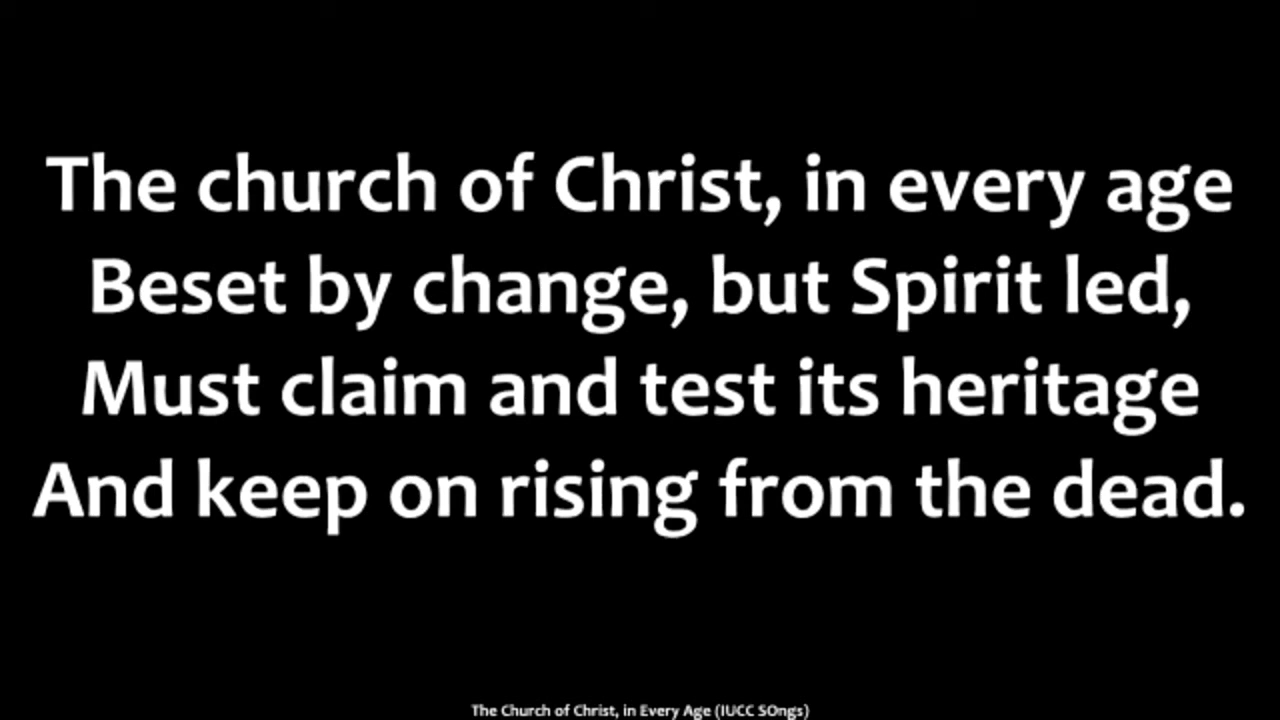 The church of Christ, in every age
Beset by change, but Spirit led,
Must claim and test its heritage
And keep on rising from the dead.
The Church of Christ, in Every Age (IUCC SOngs)